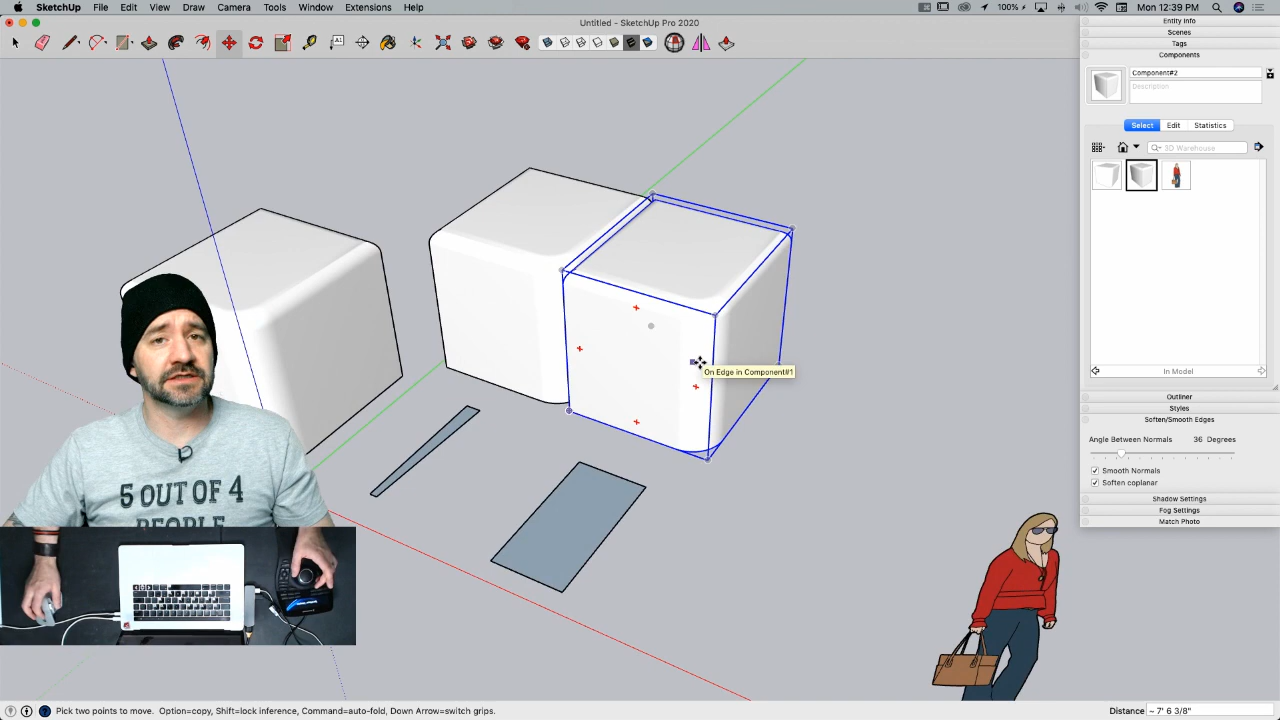 SketchUp File Edit View Draw Camera Tools Window Extensions Help
100% Mon 12:39 PM
Untitled - SketchUp Pro 2020
Entity Info
Scenes
Tags
Components
Component#2
Description
Select Edit Statistics
3D Warehouse
In Model
Outliner
Styles
Soften/Smooth Edges
Angle Between Normals 36 Degrees
Smooth Normals
Soften coplanar
Shadow Settings
Fog Settings
Match Photo
On Edge in Component#1
5 OUT OF 4
PEOPLE
Pick two points to move. Option=copy, Shift=lock inference, Command=auto-fold, Down Arrow=switch grips.
Distance ~ 7' 6 3/8"